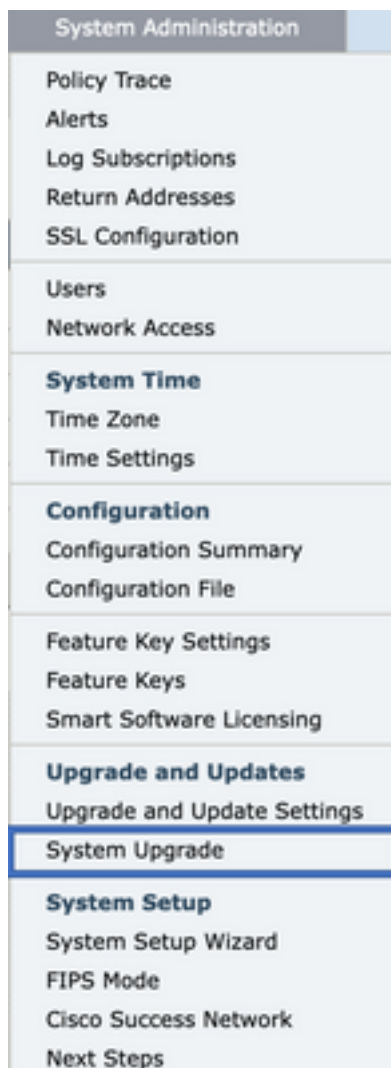 System Administration
Policy Trace
Alerts
Log Subscriptions
Return Addresses
SSL Configuration
Users
Network Access
System Time
Time Zone
Time Settings
Configuration
Configuration Summary
Configuration File
Feature Key Settings
Feature Keys
Smart Software Licensing
Upgrade and Updates
Upgrade and Update Settings
System Upgrade
System Setup
System Setup Wizard
FIPS Mode
Cisco Success Network
Next Steps